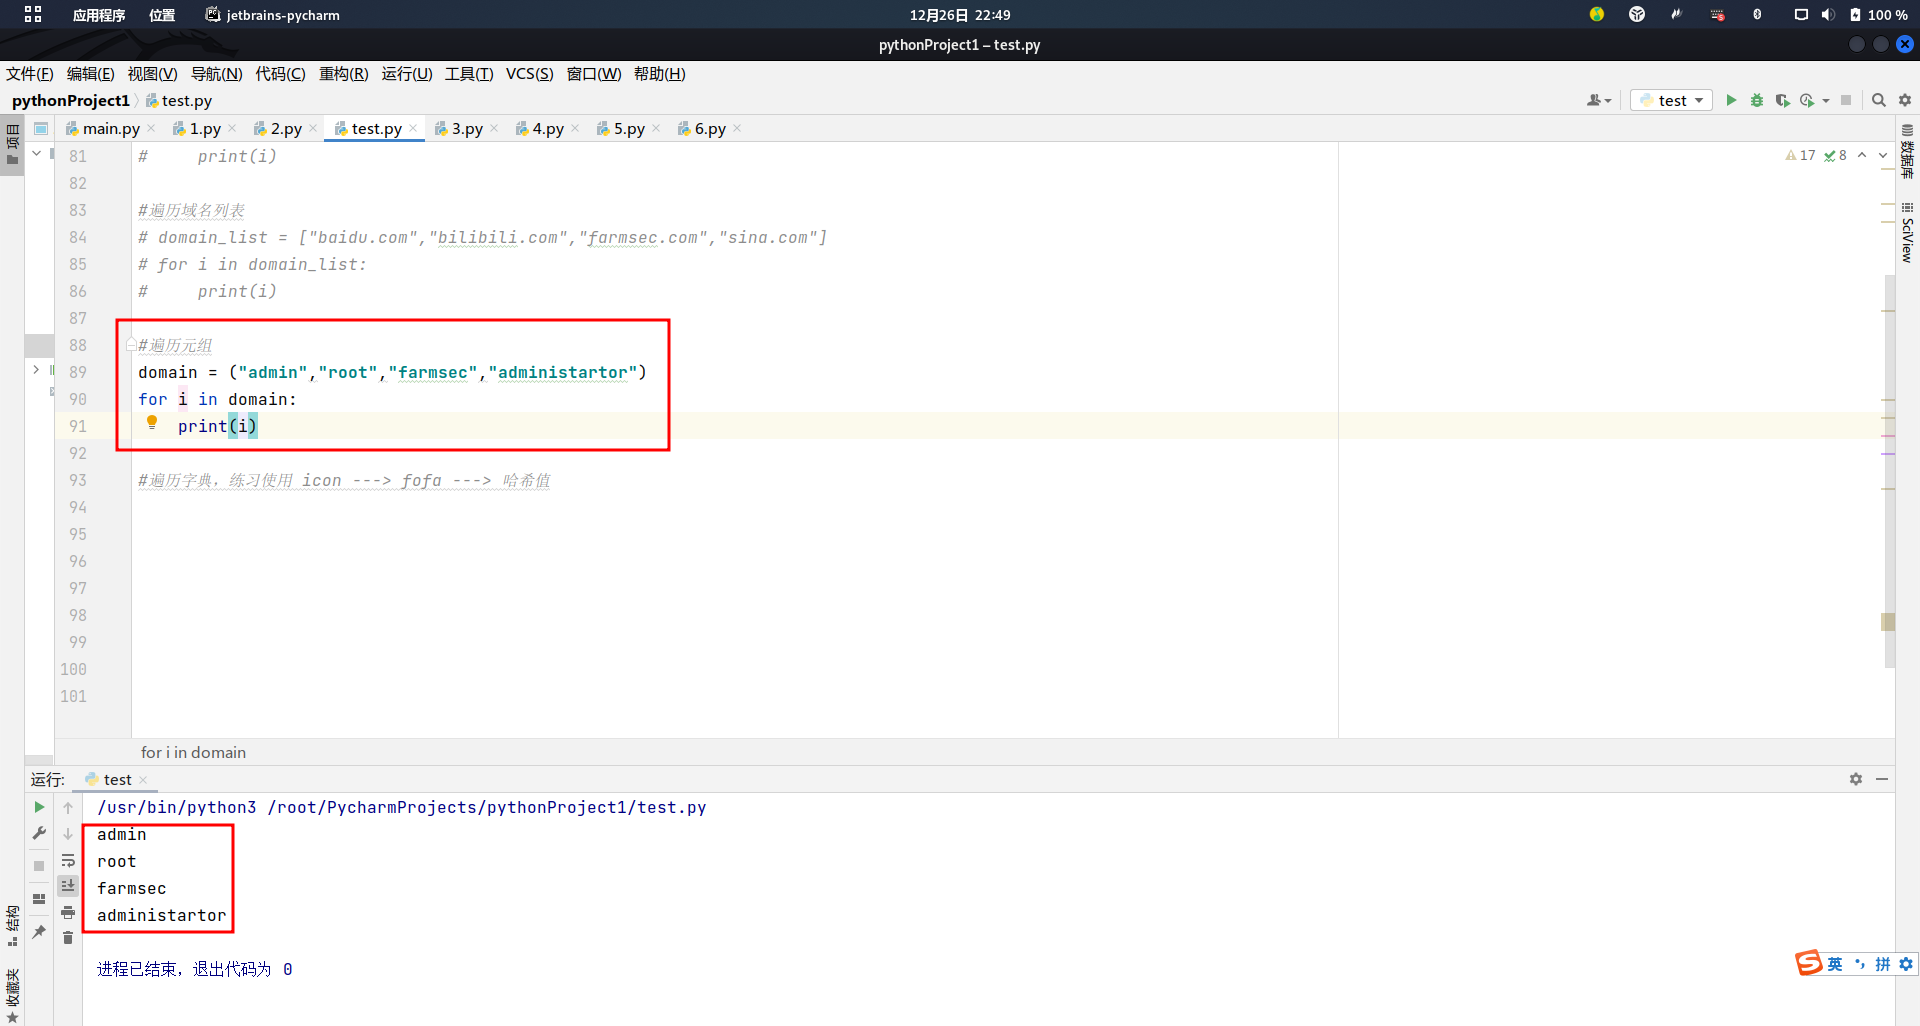 应用程序 位置 jetbrains-pycharm 12月26日 22:49 100 %
pythonProject1 – test.py
文件(F) 编辑(E) 视图(V) 导航(N) 代码(C) 重构(R) 运行(U) 工具(T) VCS(S) 窗口(W) 帮助(H)
pythonProject1 test.py test
main.py 1.py 2.py test.py 3.py 4.py 5.py 6.py
项目
数据库
SciView
17 8
81 #     print(i)
82
83 #遍历域名列表
84 # domain_list = ["baidu.com","bilibili.com","farmsec.com","sina.com"]
85 # for i in domain_list:
86 #     print(i)
87
88 #遍历元组
89 domain = ("admin","root","farmsec","administartor")
90 for i in domain:
91     print(i)
92
93 #遍历字典，练习使用 icon ---> fofa ---> 哈希值
94
95
96
97
98
99
100
101
for i in domain
运行: test
/usr/bin/python3 /root/PycharmProjects/pythonProject1/test.py
admin
root
farmsec
administartor
进程已结束，退出代码为 0
结构
收藏夹
S 英 拼